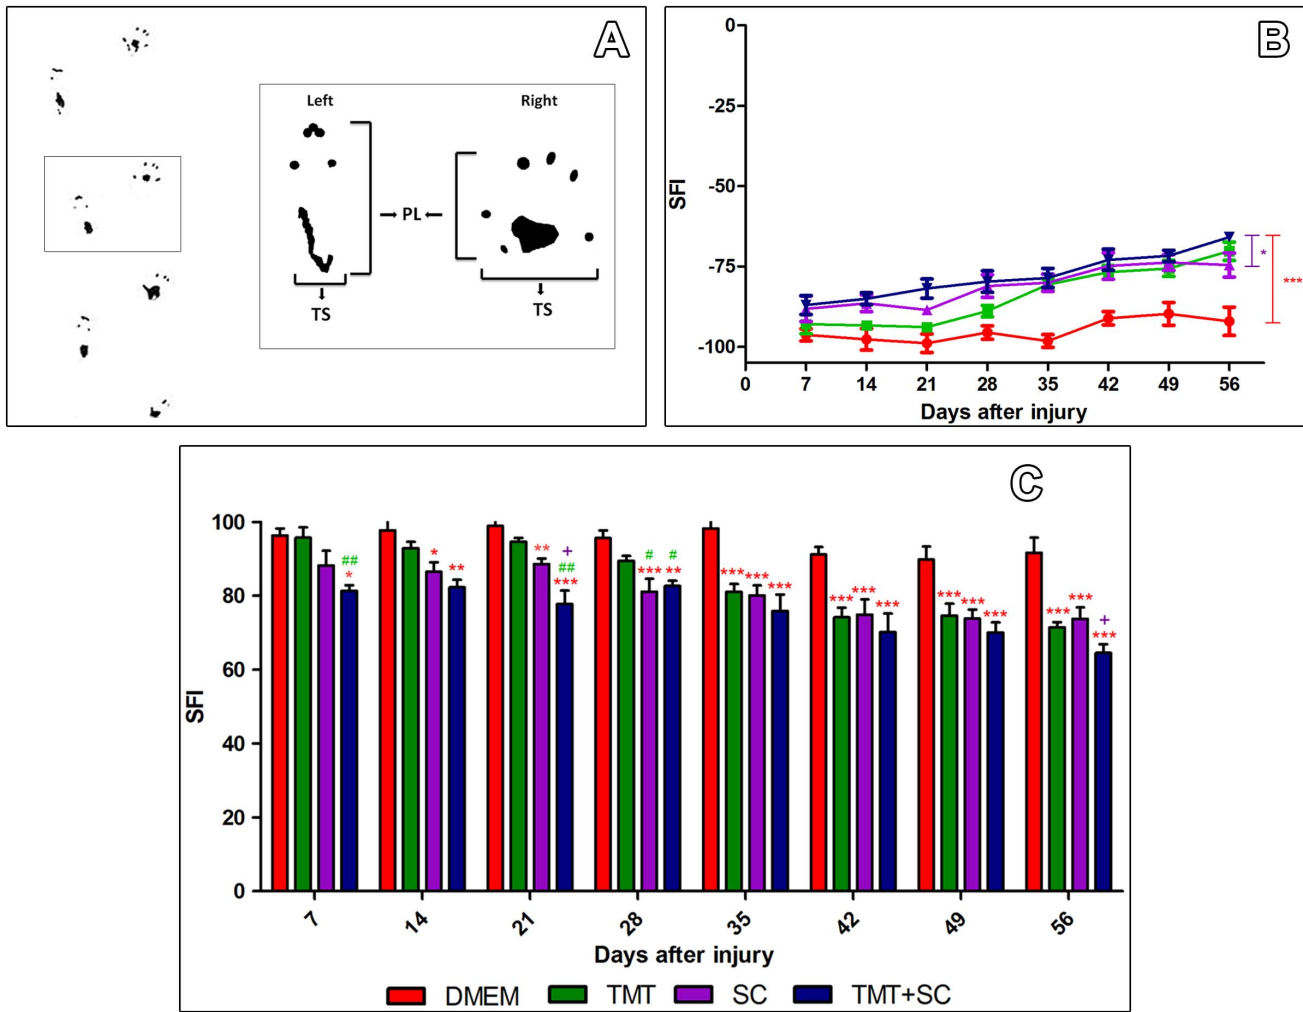 A
Left
Right
PL
TS
TS
B
0
-25
-50
-75
-100
SFI
*
***
0 7 14 21 28 35 42 49 56
Days after injury
C
100
80
60
40
20
0
SFI
##
*
*
**
**
+
##
***
#
***
#
**
***
***
***
***
***
***
***
***
***
***
***
+
***
7 14 21 28 35 42 49 56
Days after injury
DMEM TMT SC TMT+SC